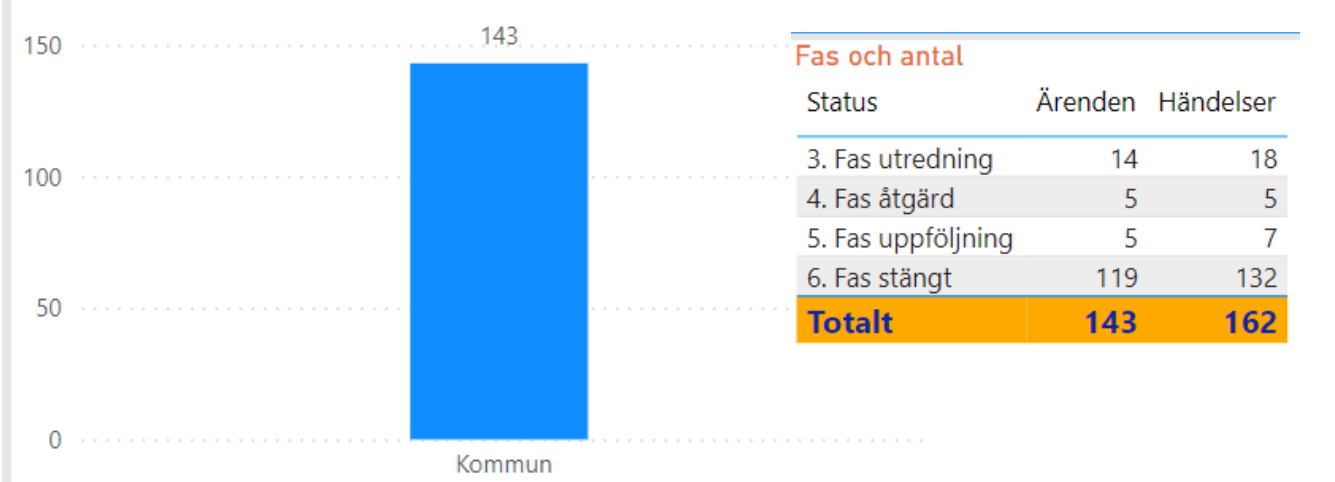 150
143
100
50
0
Kommun
Fas och antal
Status Ärenden Händelser
3. Fas utredning 14 18
4. Fas åtgärd 5 5
5. Fas uppföljning 5 7
6. Fas stängt 119 132
Totalt 143 162